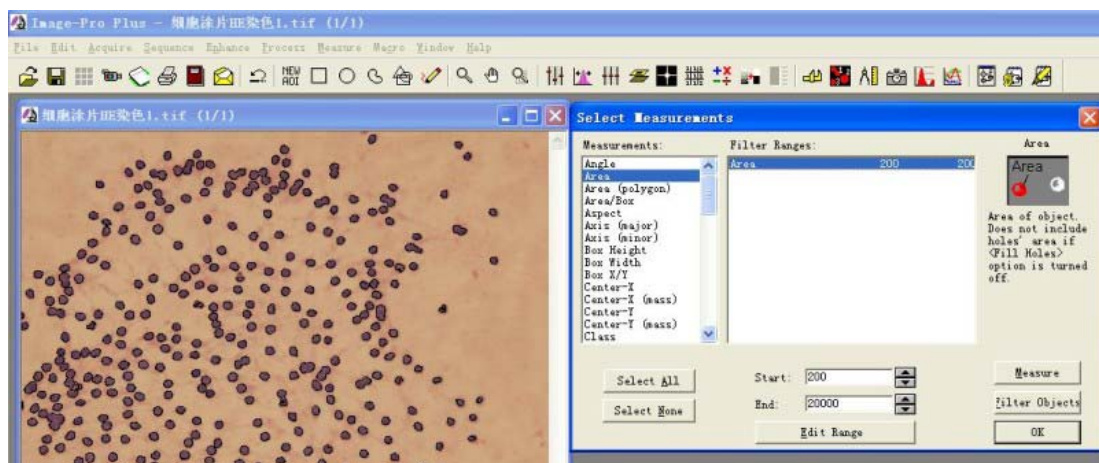 Image-Pro Plus - 细胞涂片HE染色1.tif (1/1)
File Edit Acquire Sequence Enhance Process Measure Macro Window Help
NEW AOI
细胞涂片HE染色1.tif (1/1)
Select Measurements
Measurements:
Angle
Area
Area (polygon)
Area/Box
Aspect
Axis (major)
Axis (minor)
Box Height
Box Width
Box X/Y
Center-X
Center-X (mass)
Center-Y
Center-Y (mass)
Class
Filter Ranges:
Area 200 200
Area
Area
Area of object.
Does not include
holes' area if
<Fill Holes>
option is turned
off.
Select All
Select None
Start: 200
End: 20000
Edit Range
Measure
Filter Objects
OK